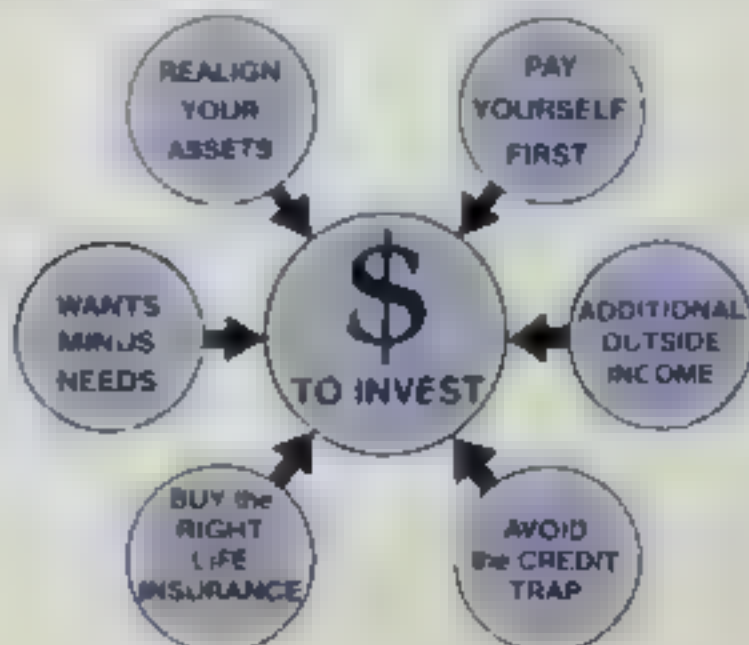 REALIGN
YOUR
ASSETS
PAY
YOURSELF
FIRST
WANTS
MINUS
NEEDS
$
TO INVEST
ADDITIONAL
OUTSIDE
INCOME
BUY the
RIGHT
LIFE
INSURANCE
AVOID
the CREDIT
TRAP